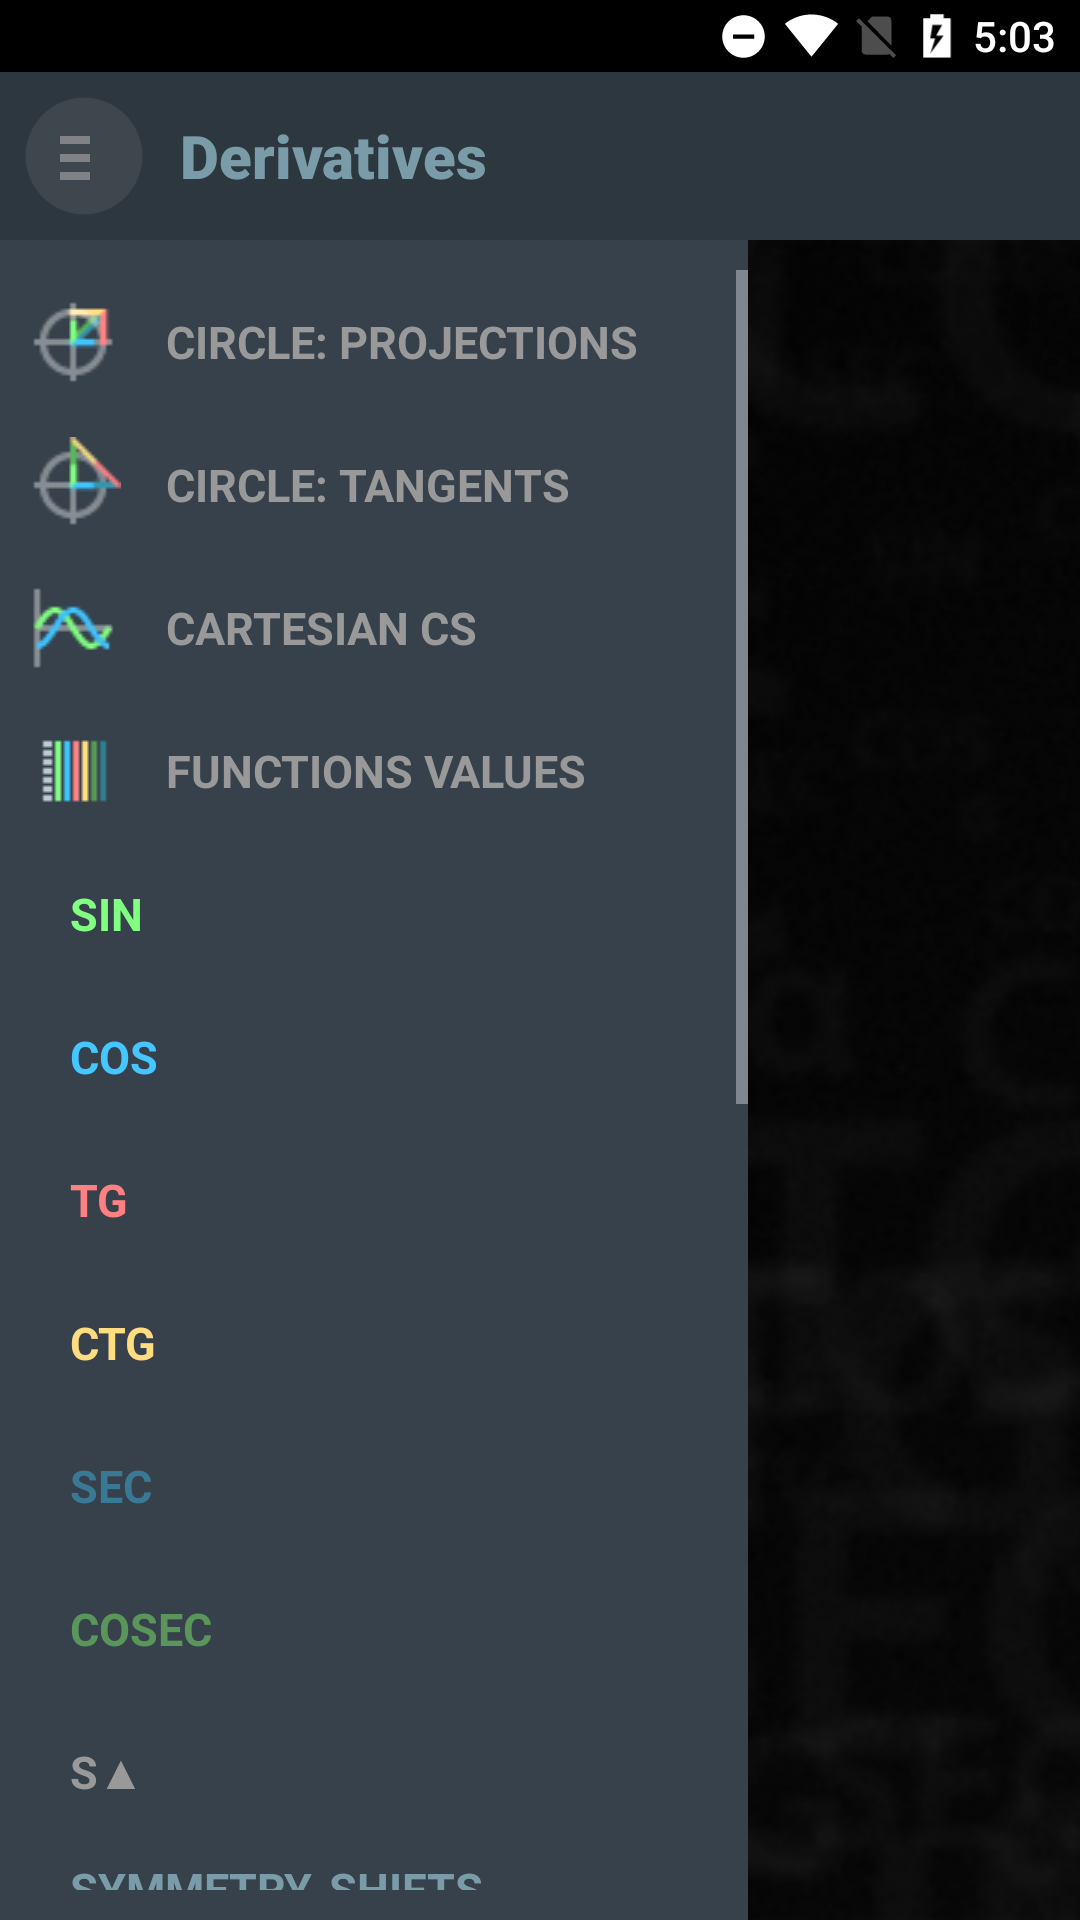 5:03
Derivatives
CIRCLE: PROJECTIONS
CIRCLE: TANGENTS
CARTESIAN CS
FUNCTIONS VALUES
SIN
COS
TG
CTG
SEC
COSEC
S▲
SYMMETRY, SHIFTS